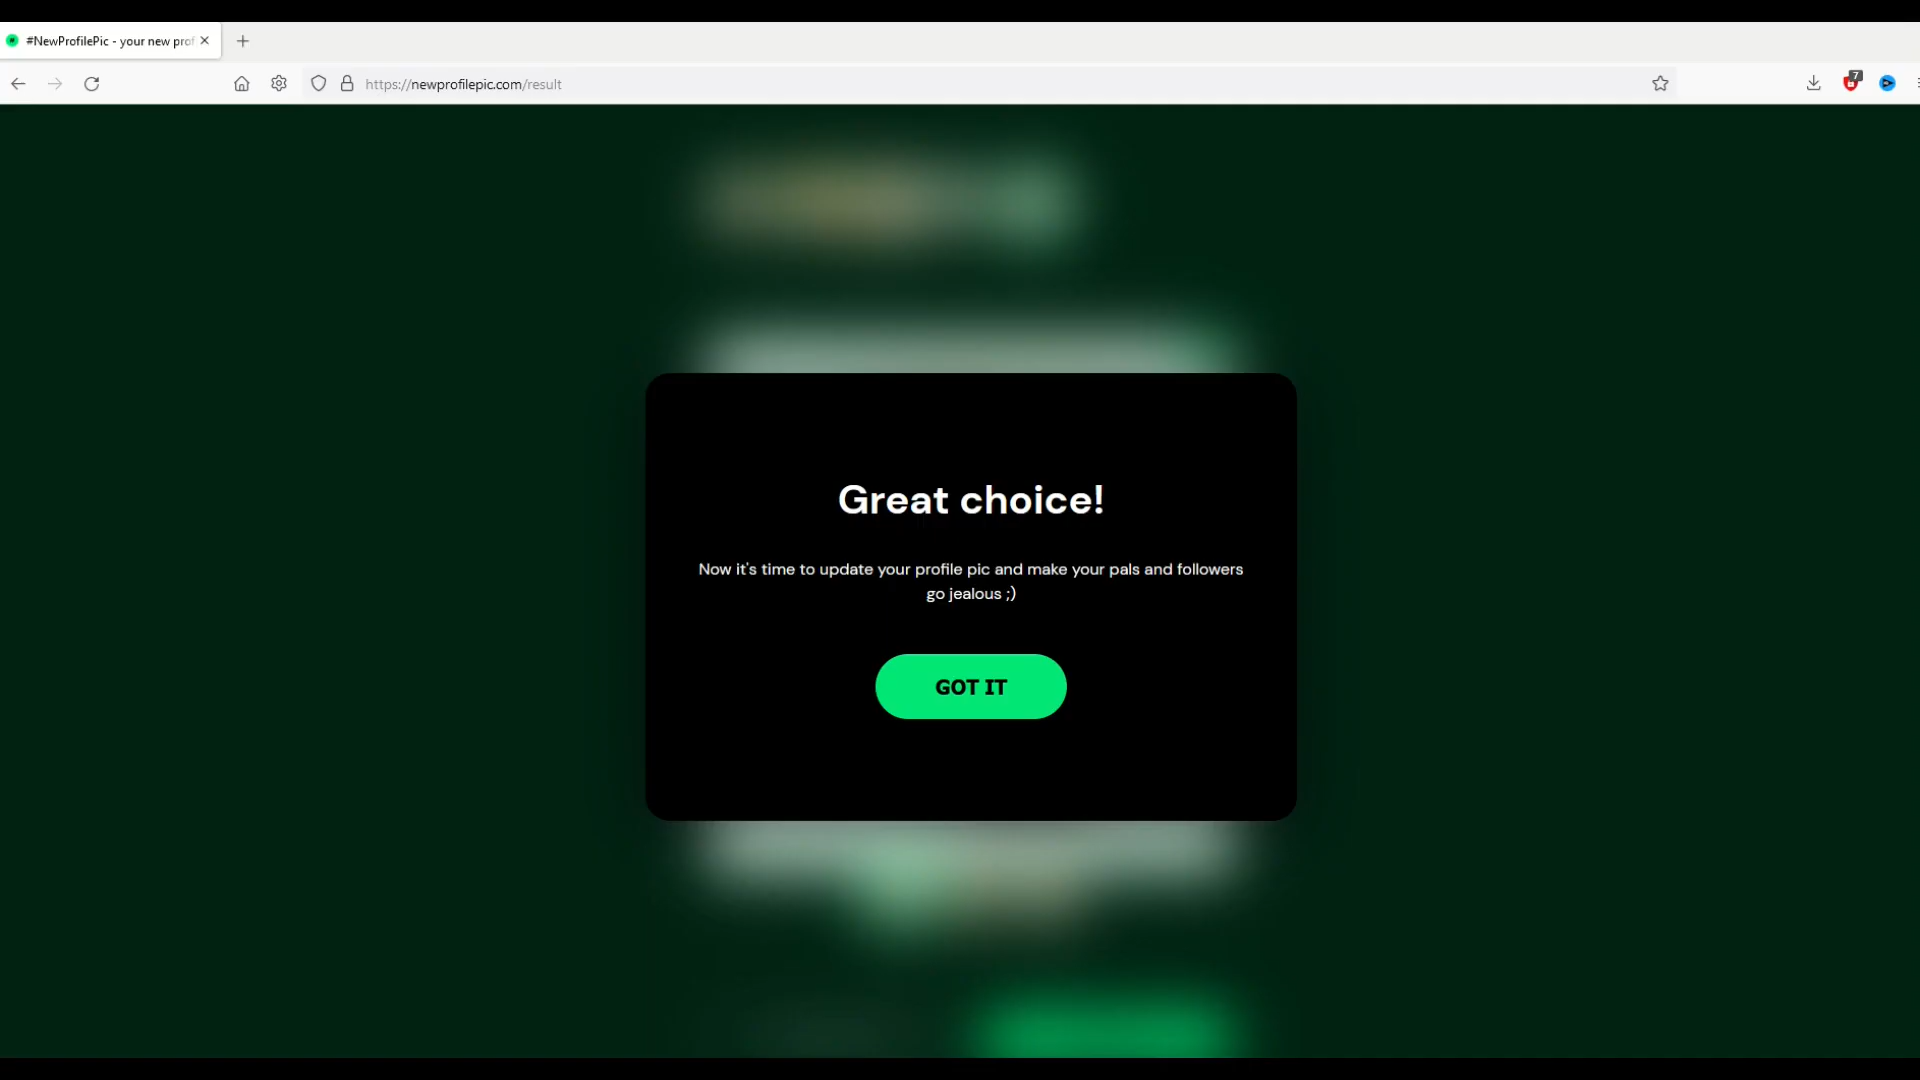 #NewProfilePic - your new prof
https://newprofilepic.com/result
7
Great choice!
Now it's time to update your profile pic and make your pals and followers
go jealous ;)
GOT IT